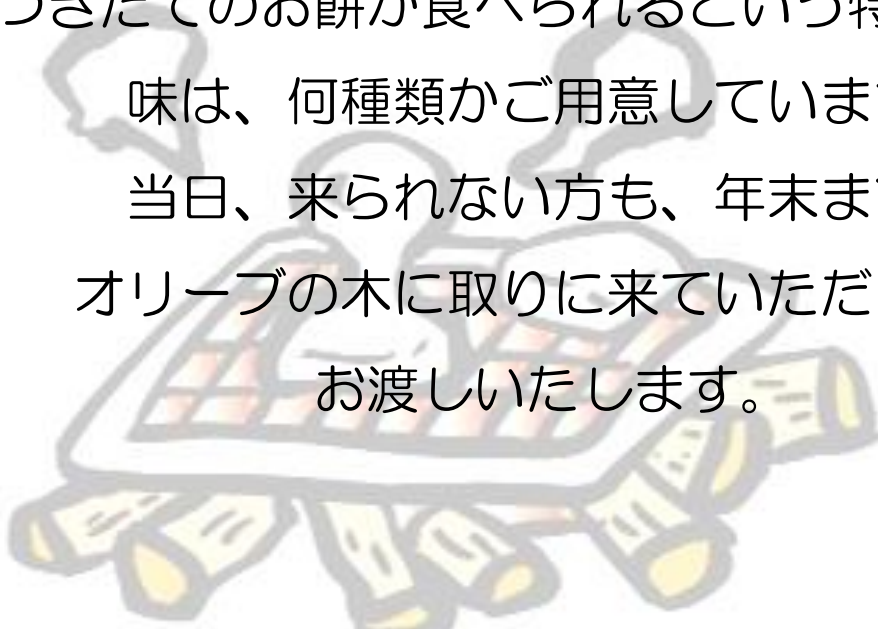 つきたてのお餅が食べられるという特
味は、何種類かご用意していま
当日、来られない方も、年末ま
オリーブの木に取りに来ていただ
お渡しいたします。